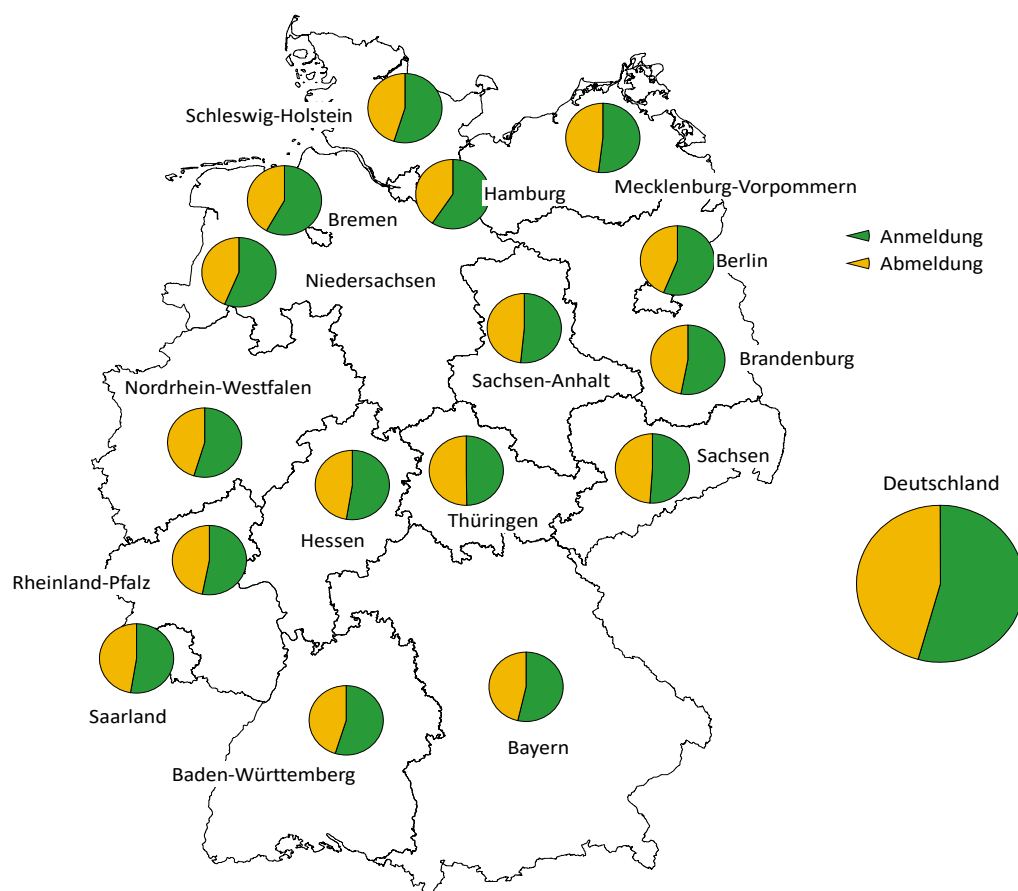 Schleswig-Holstein
Mecklenburg-Vorpommern
Hamburg
Bremen
Anmeldung
Abmeldung
Berlin
Niedersachsen
Brandenburg
Sachsen-Anhalt
Nordrhein-Westfalen
Sachsen
Deutschland
Thüringen
Hessen
Rheinland-Pfalz
Saarland
Bayern
Baden-Württemberg